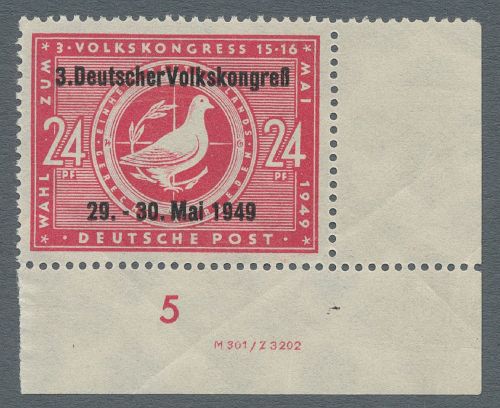 WAHL ZUM
★ 3 · VOLKSKONGRESS 15-16 ★
MAI 1949
3.Deutscher Volkskongreß
24 PF
24 PF
29. - 30. Mai 1949
· DEUTSCHE POST ·
5
M 301/Z 3202